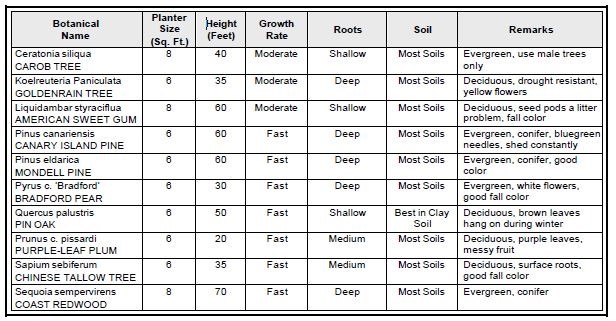 Botanical Name | Planter Size (Sq. Ft.) | Height (Feet) | Growth Rate | Roots | Soil | Remarks
Ceratonia siliqua CAROB TREE | 8 | 40 | Moderate | Shallow | Most Soils | Evergreen, use male trees only
Koelreuteria Paniculata GOLDENRAIN TREE | 6 | 35 | Moderate | Deep | Most Soils | Deciduous, drought resistant, yellow flowers
Liquidambar styraciflua AMERICAN SWEET GUM | 8 | 60 | Moderate | Shallow | Most Soils | Deciduous, seed pods a litter problem, fall color
Pinus canariensis CANARY ISLAND PINE | 6 | 60 | Fast | Deep | Most Soils | Evergreen, conifer, bluegreen needles, shed constantly
Pinus eldarica MONDELL PINE | 6 | 60 | Fast | Deep | Most Soils | Evergreen, conifer, good color
Pyrus c. 'Bradford' BRADFORD PEAR | 6 | 30 | Fast | Deep | Most Soils | Evergreen, white flowers, good fall color
Quercus palustris PIN OAK | 6 | 50 | Fast | Shallow | Best in Clay Soil | Deciduous, brown leaves hang on during winter
Prunus c. pissardi PURPLE-LEAF PLUM | 6 | 20 | Fast | Medium | Most Soils | Deciduous, purple leaves, messy fruit
Sapium sebiferum CHINESE TALLOW TREE | 6 | 35 | Fast | Medium | Most Soils | Deciduous, surface roots, good fall color
Sequoia sempervirens COAST REDWOOD | 8 | 70 | Fast | Deep | Most Soils | Evergreen, conifer